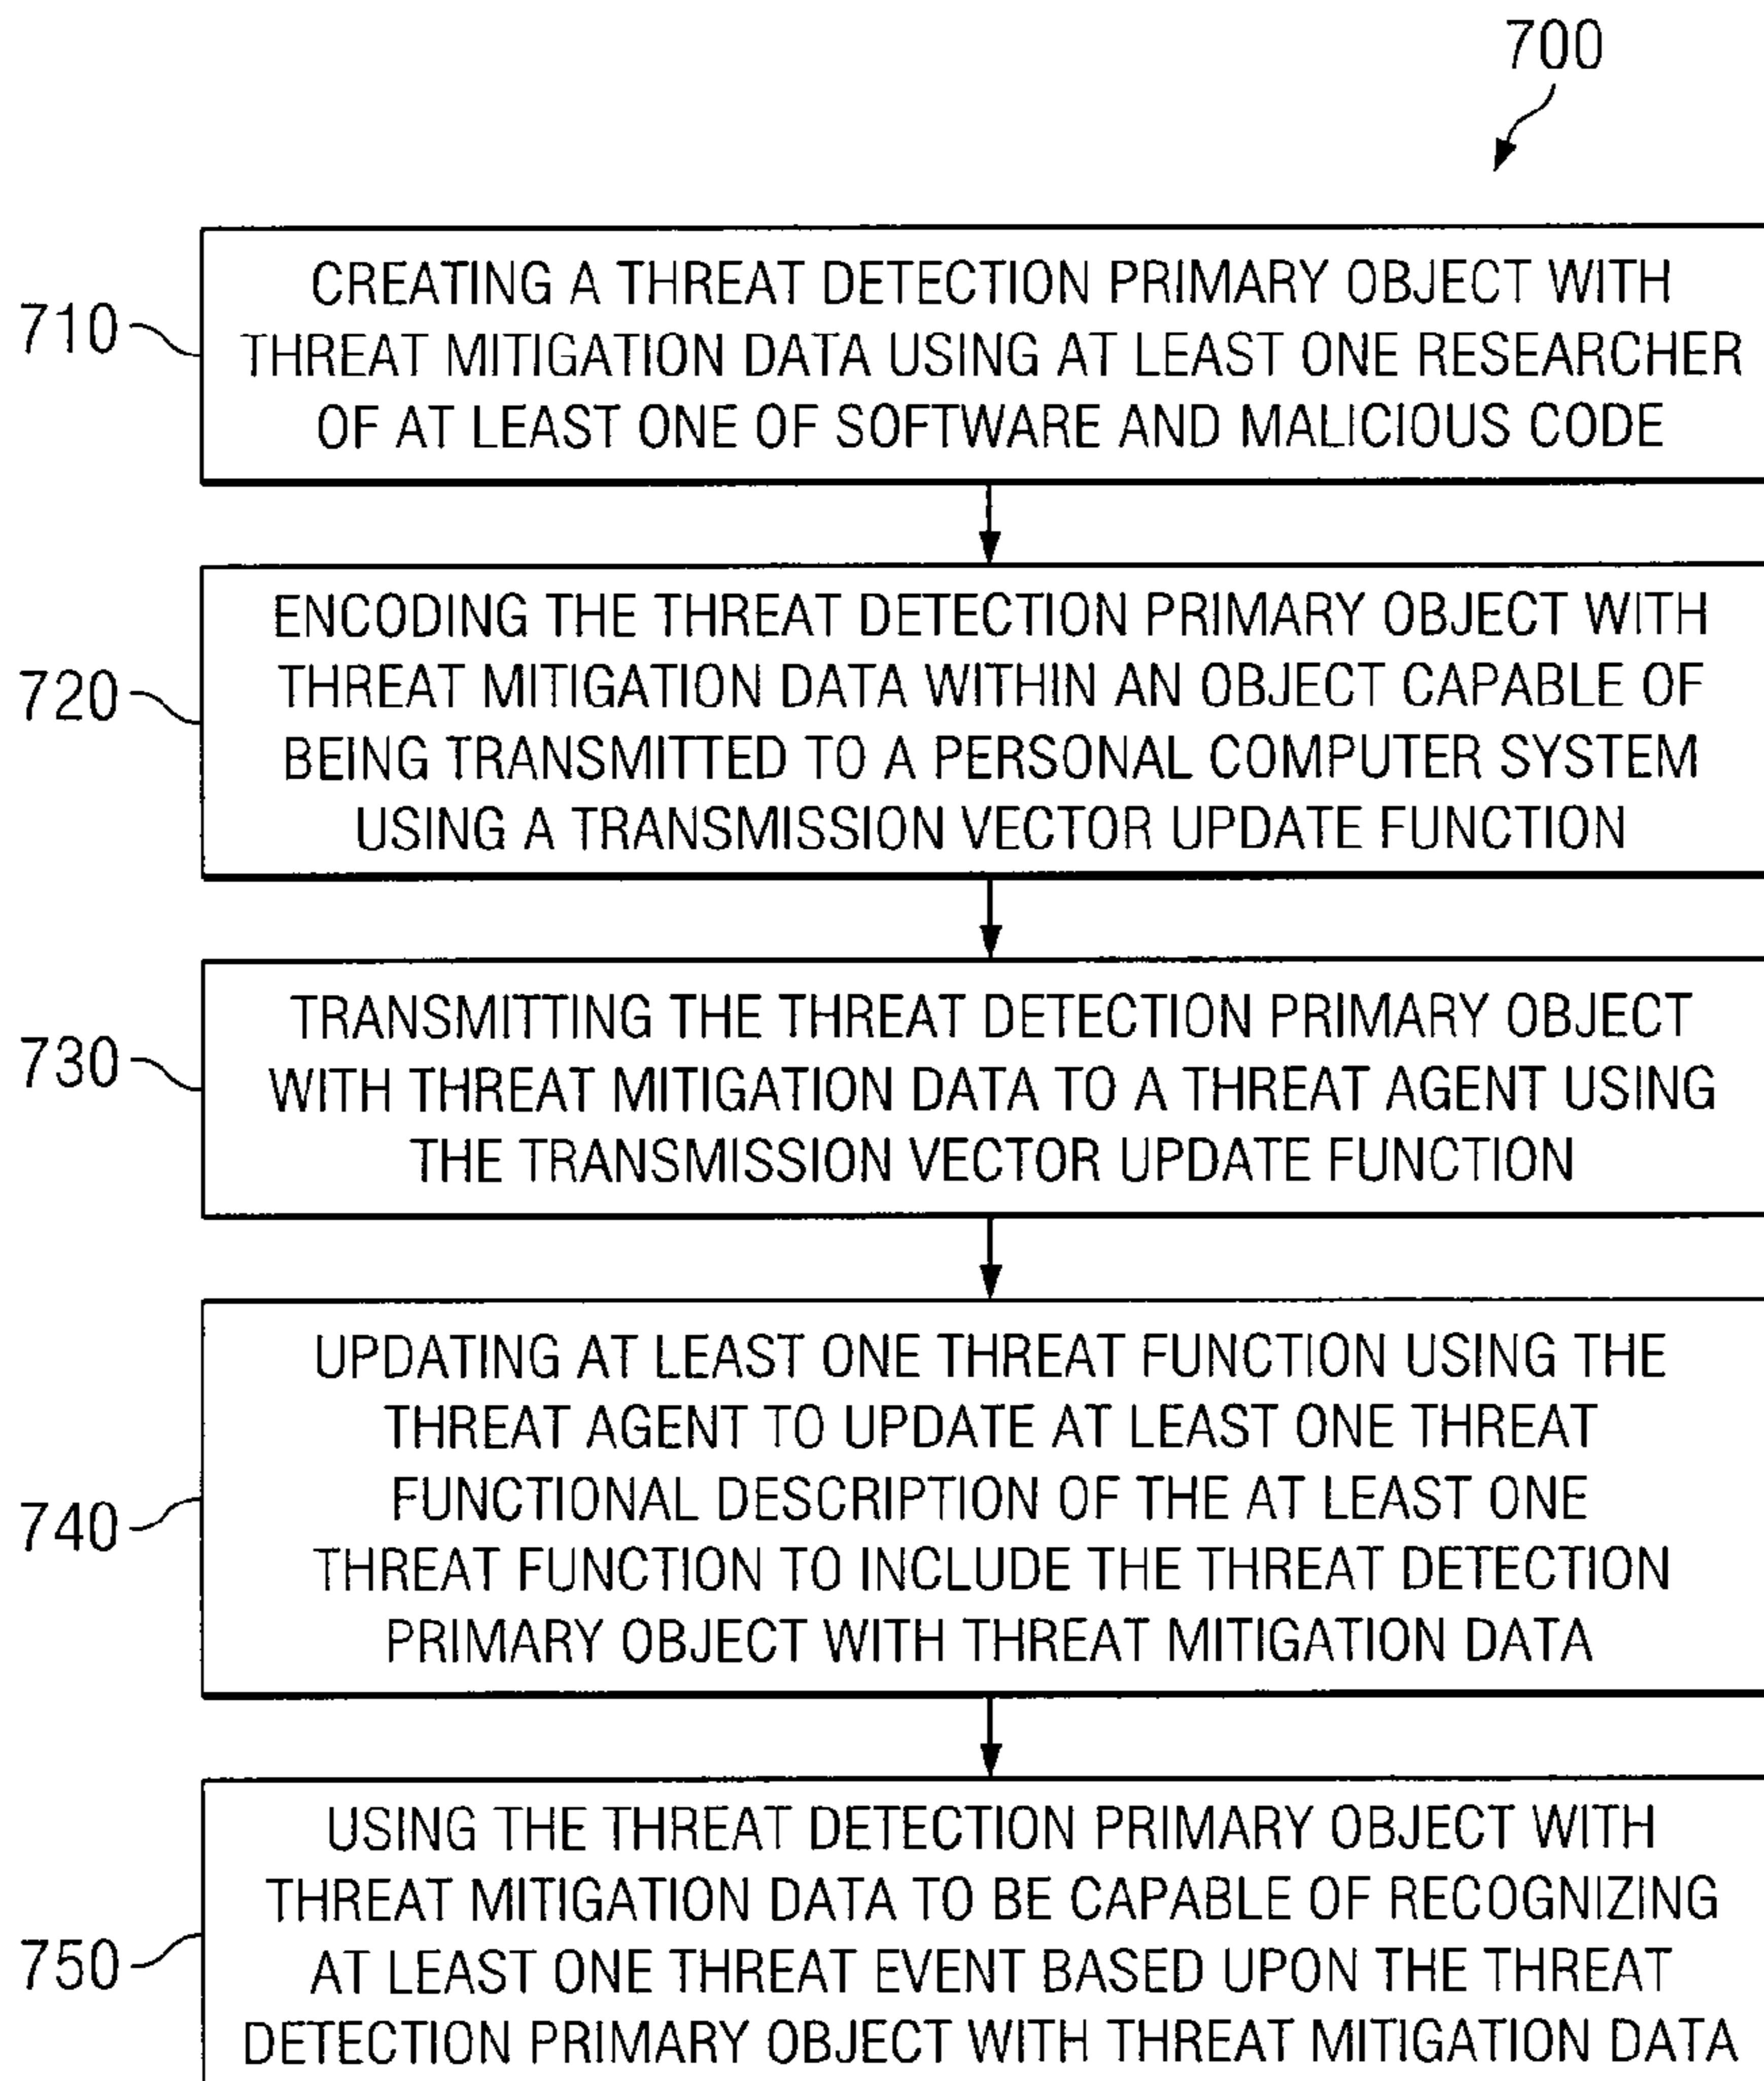 700
710
CREATING A THREAT DETECTION PRIMARY OBJECT WITH
THREAT MITIGATION DATA USING AT LEAST ONE RESEARCHER
OF AT LEAST ONE OF SOFTWARE AND MALICIOUS CODE
720
ENCODING THE THREAT DETECTION PRIMARY OBJECT WITH
THREAT MITIGATION DATA WITHIN AN OBJECT CAPABLE OF
BEING TRANSMITTED TO A PERSONAL COMPUTER SYSTEM
USING A TRANSMISSION VECTOR UPDATE FUNCTION
730
TRANSMITTING THE THREAT DETECTION PRIMARY OBJECT
WITH THREAT MITIGATION DATA TO A THREAT AGENT USING
THE TRANSMISSION VECTOR UPDATE FUNCTION
740
UPDATING AT LEAST ONE THREAT FUNCTION USING THE
THREAT AGENT TO UPDATE AT LEAST ONE THREAT
FUNCTIONAL DESCRIPTION OF THE AT LEAST ONE
THREAT FUNCTION TO INCLUDE THE THREAT DETECTION
PRIMARY OBJECT WITH THREAT MITIGATION DATA
750
USING THE THREAT DETECTION PRIMARY OBJECT WITH
THREAT MITIGATION DATA TO BE CAPABLE OF RECOGNIZING
AT LEAST ONE THREAT EVENT BASED UPON THE THREAT
DETECTION PRIMARY OBJECT WITH THREAT MITIGATION DATA